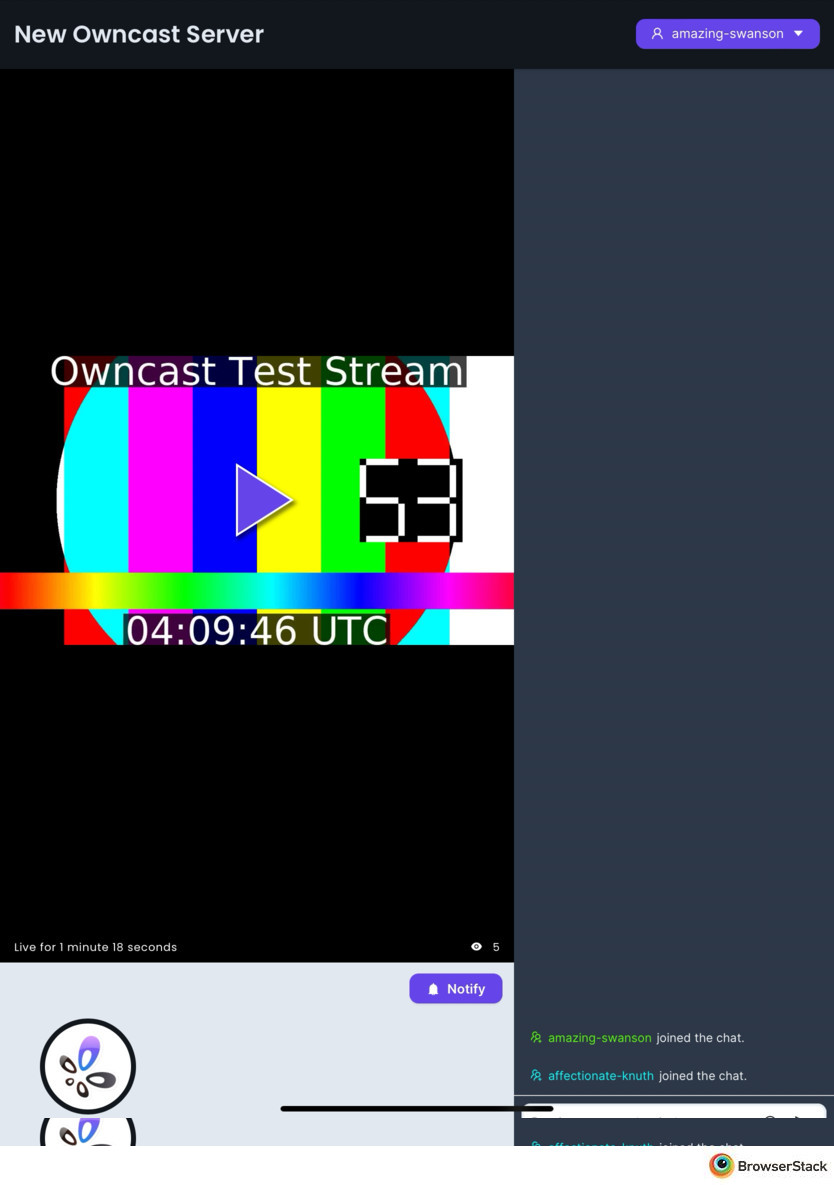 New Owncast Server
amazing-swanson
Owncast Test Stream
53
04:09:46 UTC
Live for 1 minute 18 seconds
5
Notify
amazing-swanson joined the chat.
affectionate-knuth joined the chat.
BrowserStack